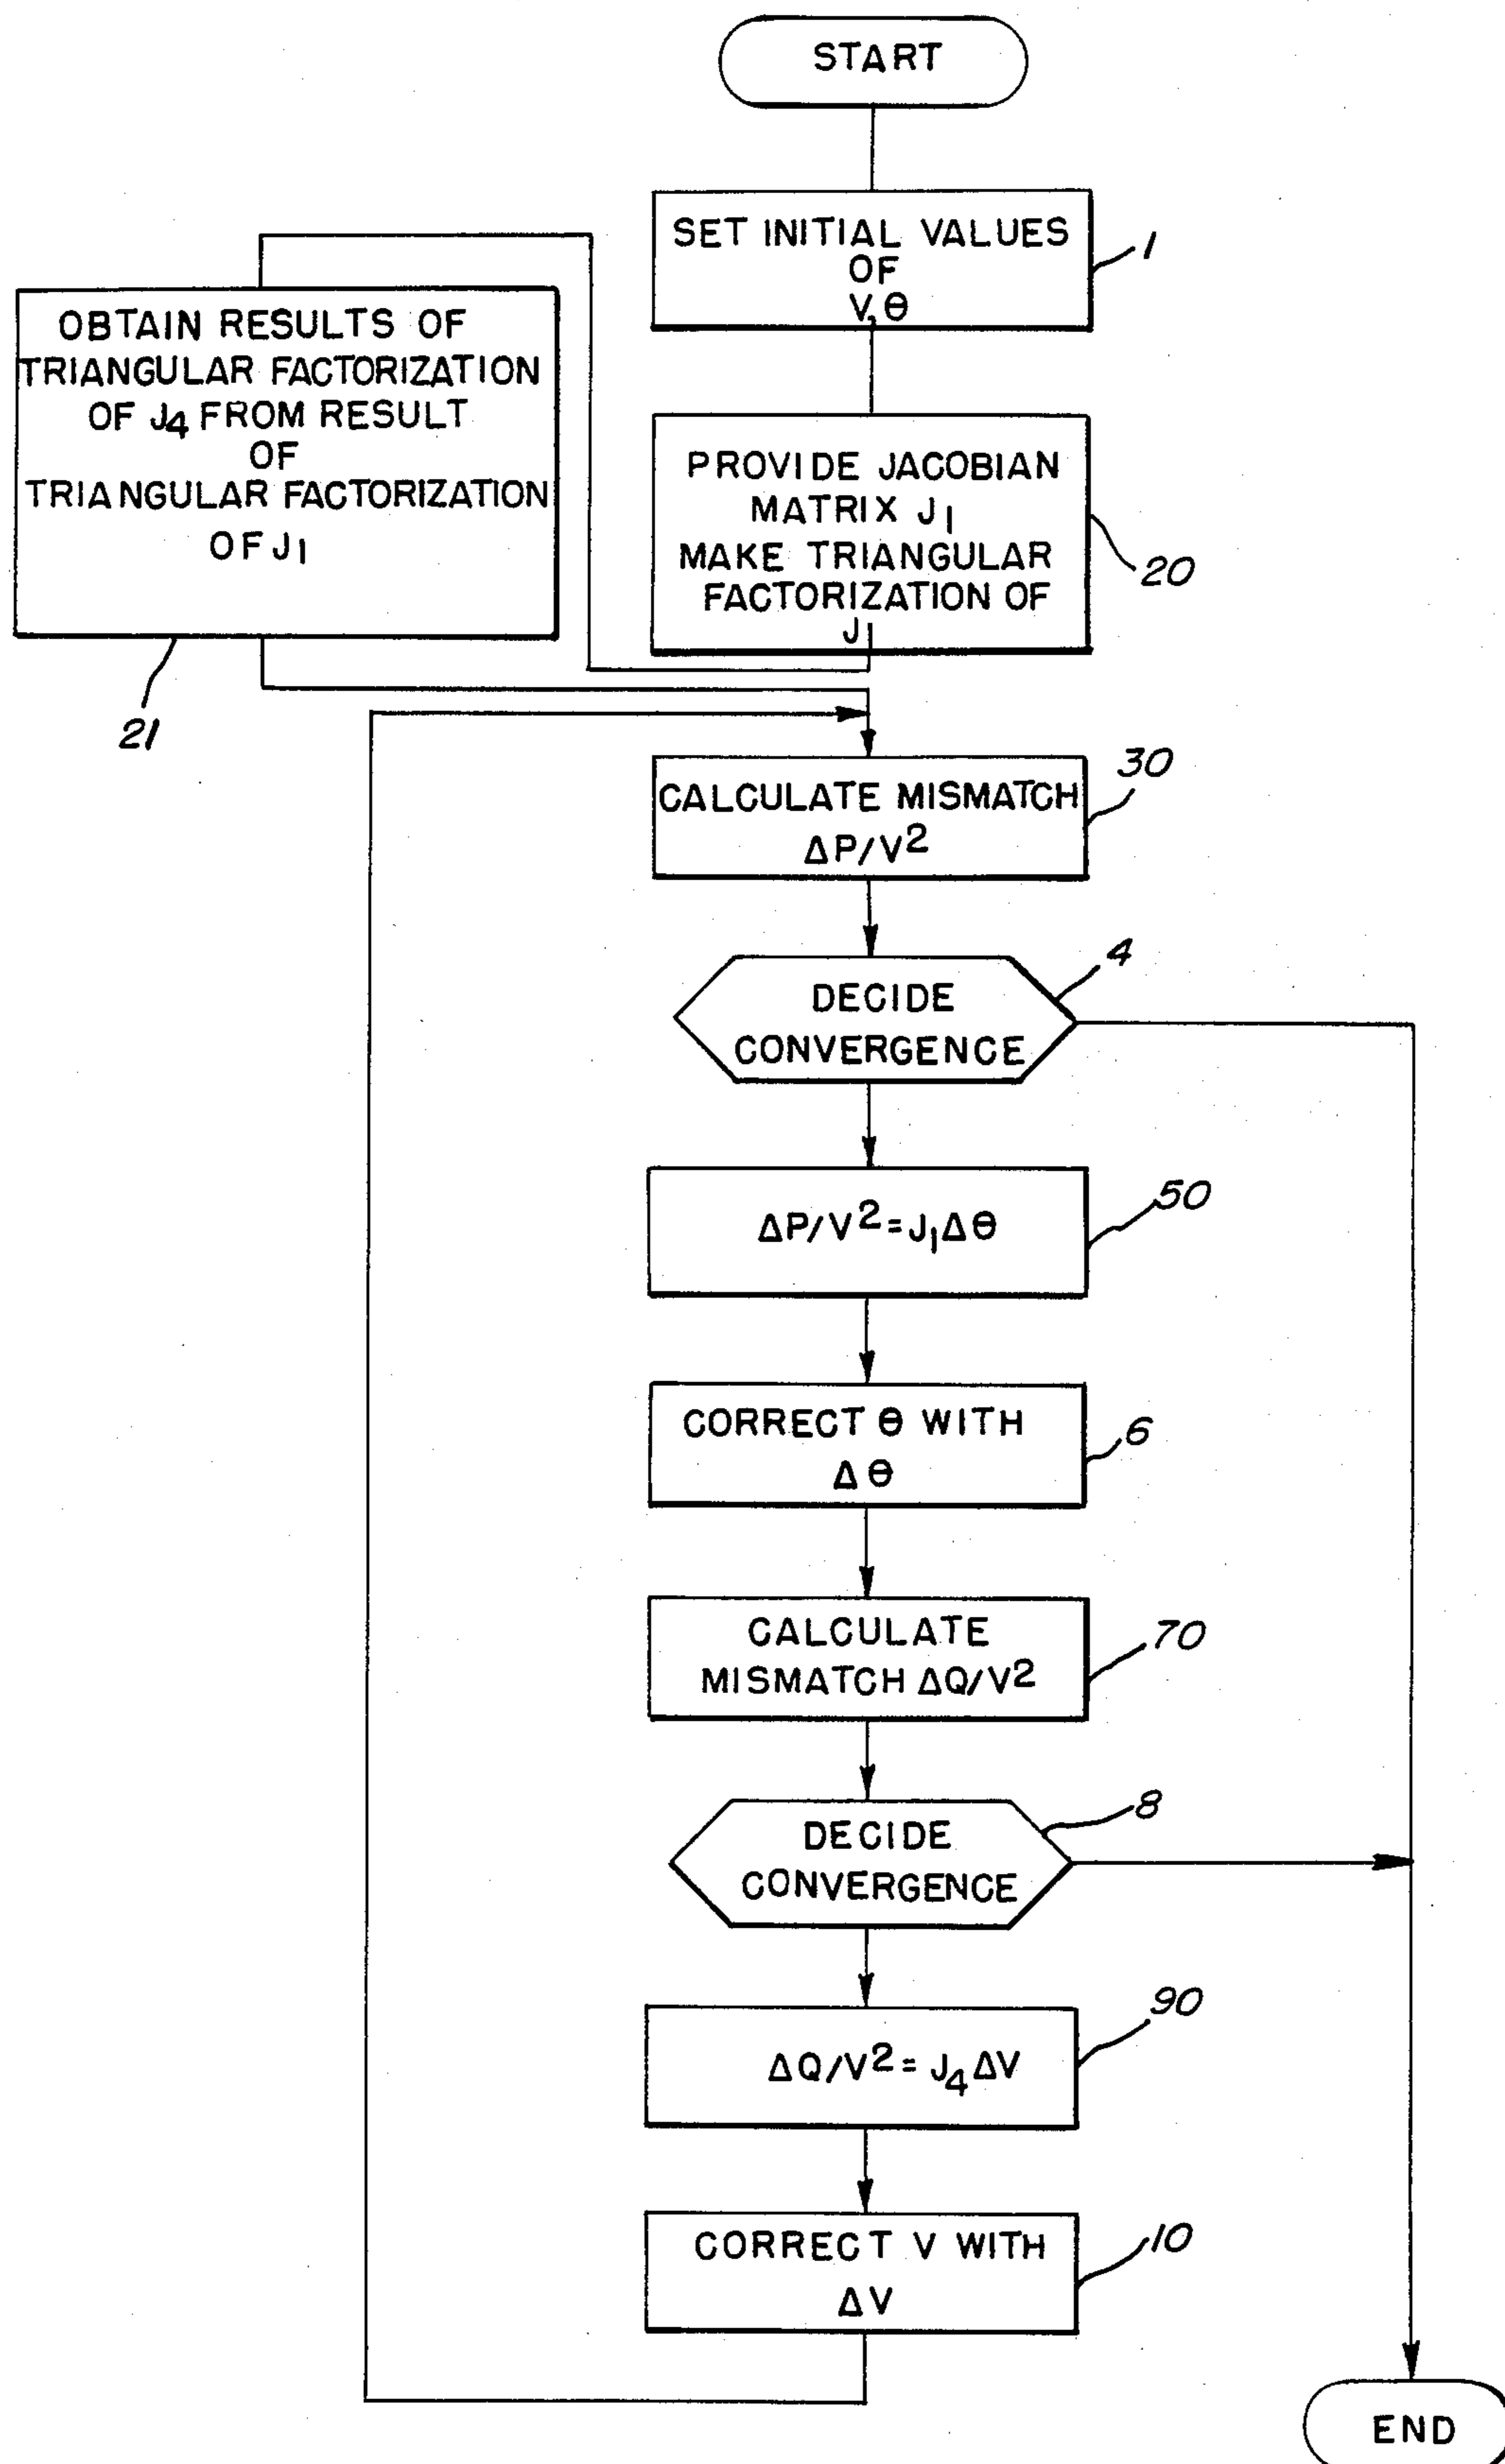 START
SET INITIAL VALUES
OF
V, θ
1
OBTAIN RESULTS OF
TRIANGULAR FACTORIZATION
OF J4 FROM RESULT
OF
TRIANGULAR FACTORIZATION
OF J1
21
PROVIDE JACOBIAN
MATRIX J1
MAKE TRIANGULAR
FACTORIZATION OF
J1
20
CALCULATE MISMATCH
ΔP/V²
30
DECIDE
CONVERGENCE
4
ΔP/V² = J1Δθ
50
CORRECT θ WITH
Δθ
6
CALCULATE
MISMATCH ΔQ/V²
70
DECIDE
CONVERGENCE
8
ΔQ/V² = J4ΔV
90
CORRECT V WITH
ΔV
10
END